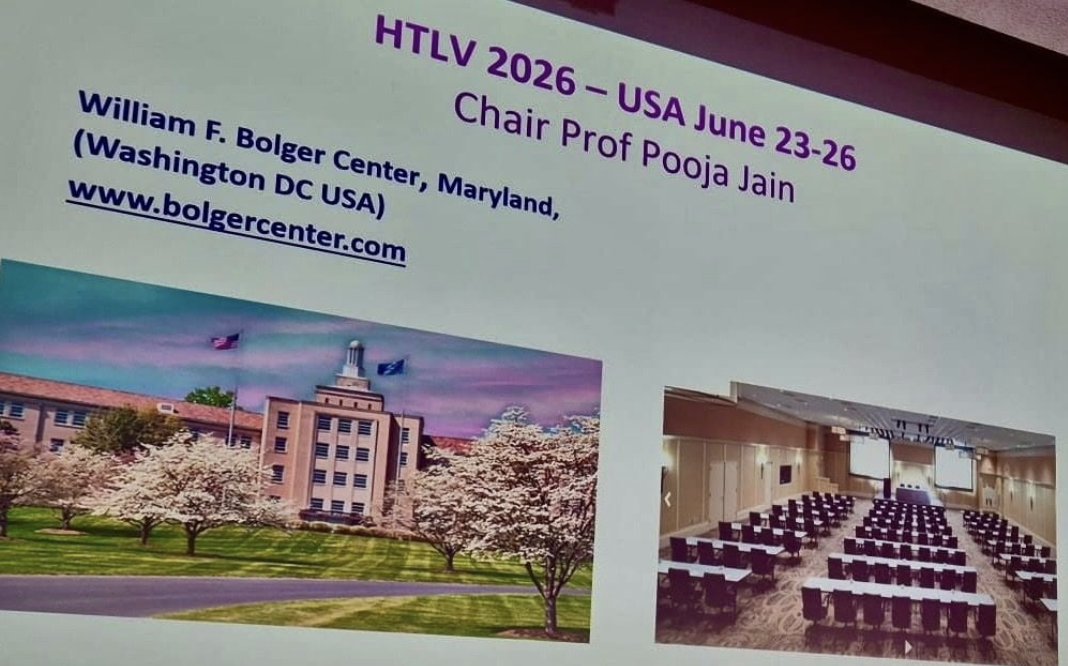 HTLV 2026 – USA June 23-26
Chair Prof Pooja Jain
William F. Bolger Center, Maryland,
(Washington DC USA)
www.bolgercenter.com